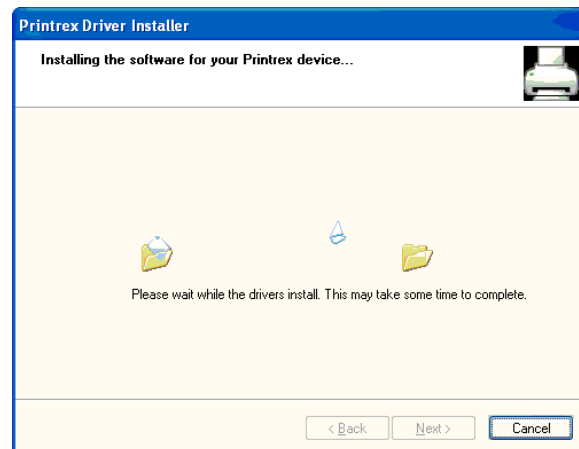 Printrex Driver Installer
Installing the software for your Printrex device...
Please wait while the drivers install. This may take some time to complete.
< Back Next > Cancel